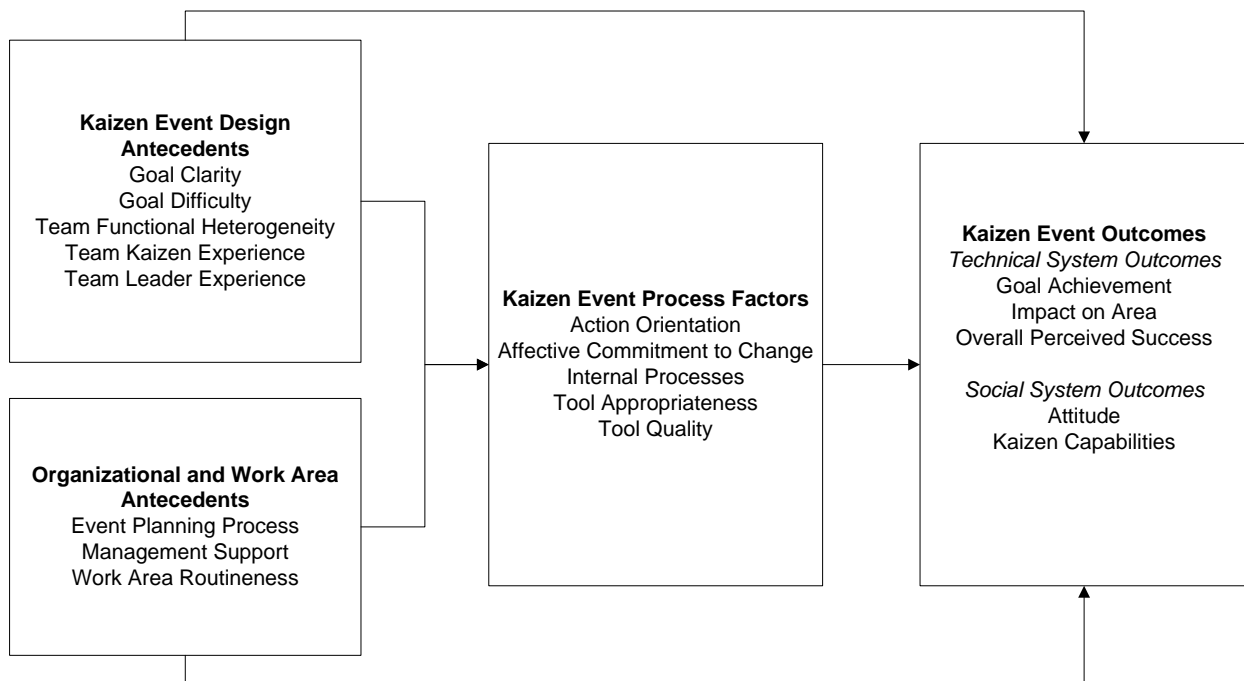 Kaizen Event Design
Antecedents
Goal Clarity
Goal Difficulty
Team Functional Heterogeneity
Team Kaizen Experience
Team Leader Experience
Organizational and Work Area
Antecedents
Event Planning Process
Management Support
Work Area Routineness
Kaizen Event Process Factors
Action Orientation
Affective Commitment to Change
Internal Processes
Tool Appropriateness
Tool Quality
Kaizen Event Outcomes
Technical System Outcomes
Goal Achievement
Impact on Area
Overall Perceived Success
Social System Outcomes
Attitude
Kaizen Capabilities